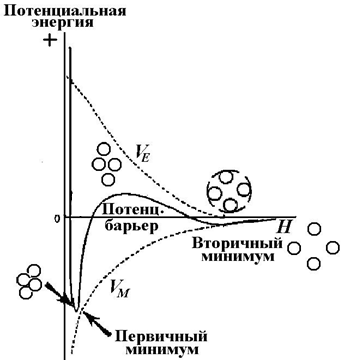 Потенциальная
энергия
+
V_E
0
Потенц.
барьер
H
Вторичный
минимум
V_M
Первичный
минимум